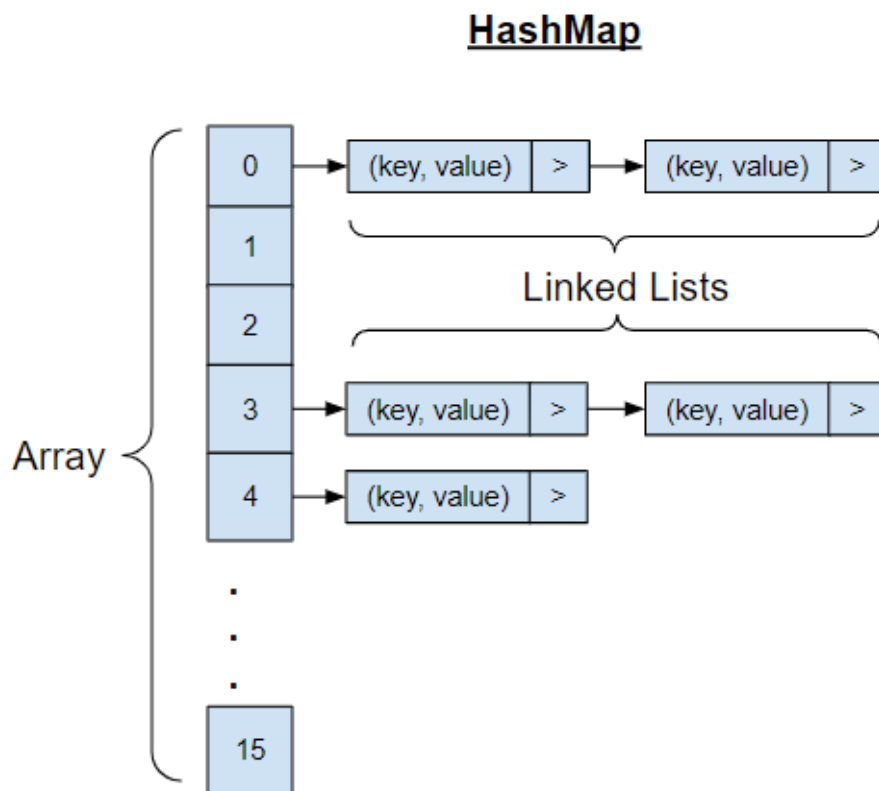 HashMap
0 (key, value) > (key, value) >
1
Linked Lists
2
3 (key, value) > (key, value) >
Array
4 (key, value) >
.
.
.
15